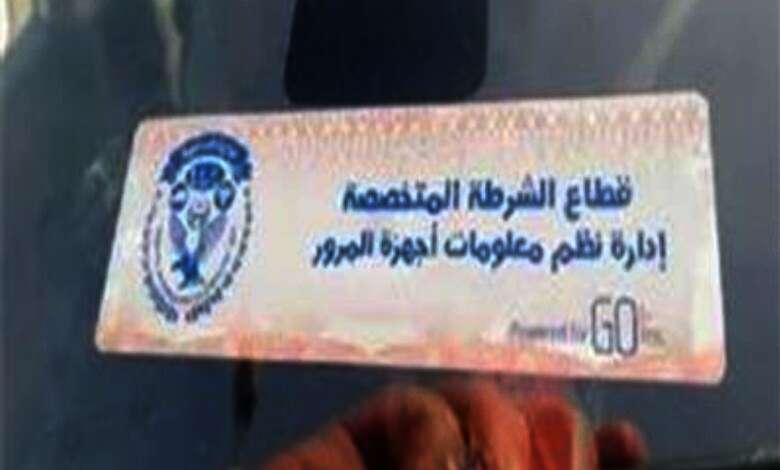 قطاع الشرطة المتخصصة
إدارة نظم معلومات أجهزة المرور
Powered by GO